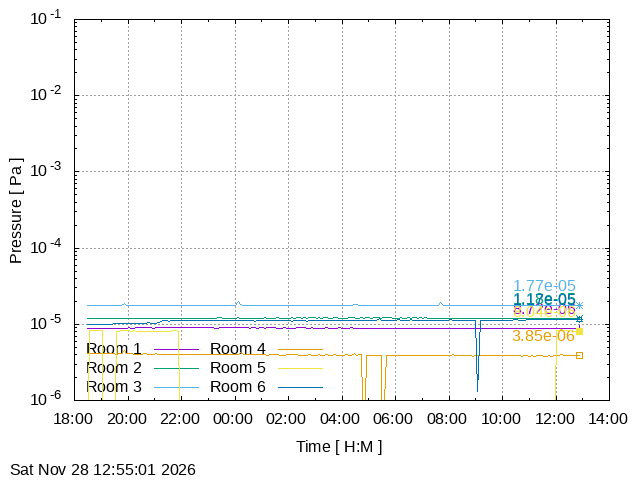 10^-1
10^-2
10^-3
10^-4
10^-5
10^-6
Pressure [ Pa ]
1.77e-05
3.85e-06
Room 1 Room 4
Room 2 Room 5
Room 3 Room 6
18:00 20:00 22:00 00:00 02:00 04:00 06:00 08:00 10:00 12:00 14:00
Time [ H:M ]
Sat Nov 28 12:55:01 2026